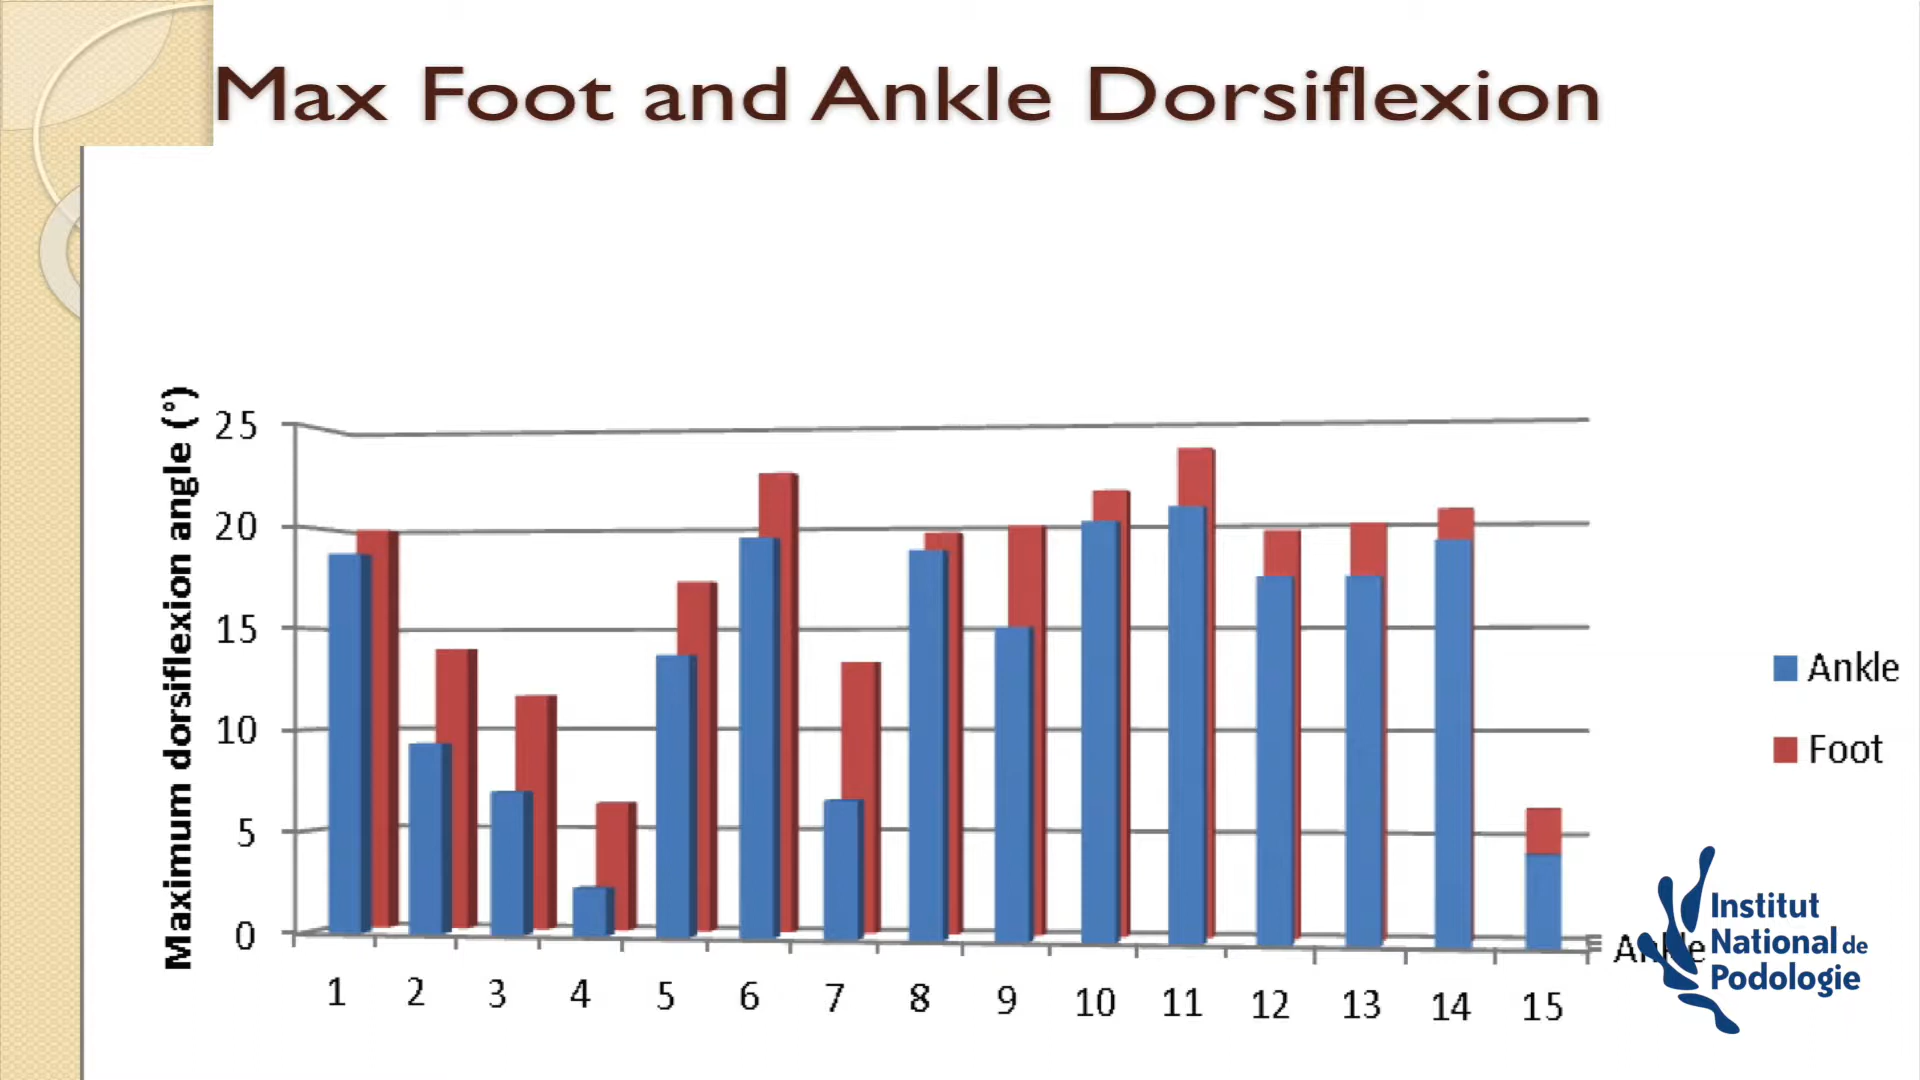 Max Foot and Ankle Dorsiflexion
Maximum dorsiflexion angle (°)
25
20
15
10
5
0
1 2 3 4 5 6 7 8 9 10 11 12 13 14 15
Ankle
Foot
Ankle
Institut
National de
Podologie